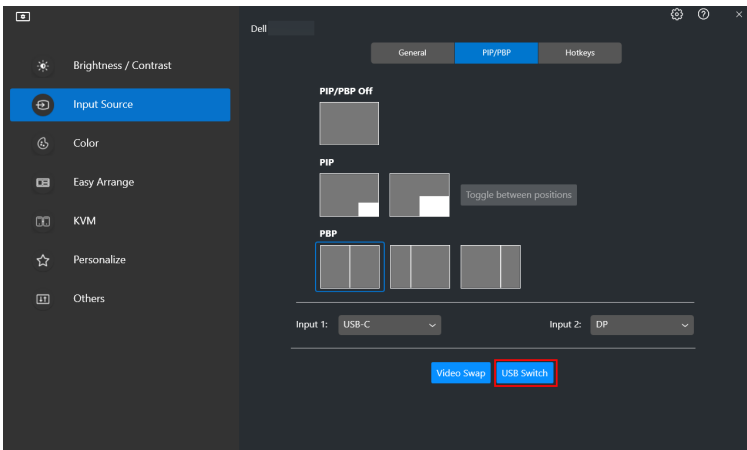 Dell
General PIP/PBP Hotkeys
Brightness / Contrast
Input Source
Color
Easy Arrange
KVM
Personalize
Others
PIP/PBP Off
PIP
Toggle between positions
PBP
Input 1: USB-C Input 2: DP
Video Swap USB Switch